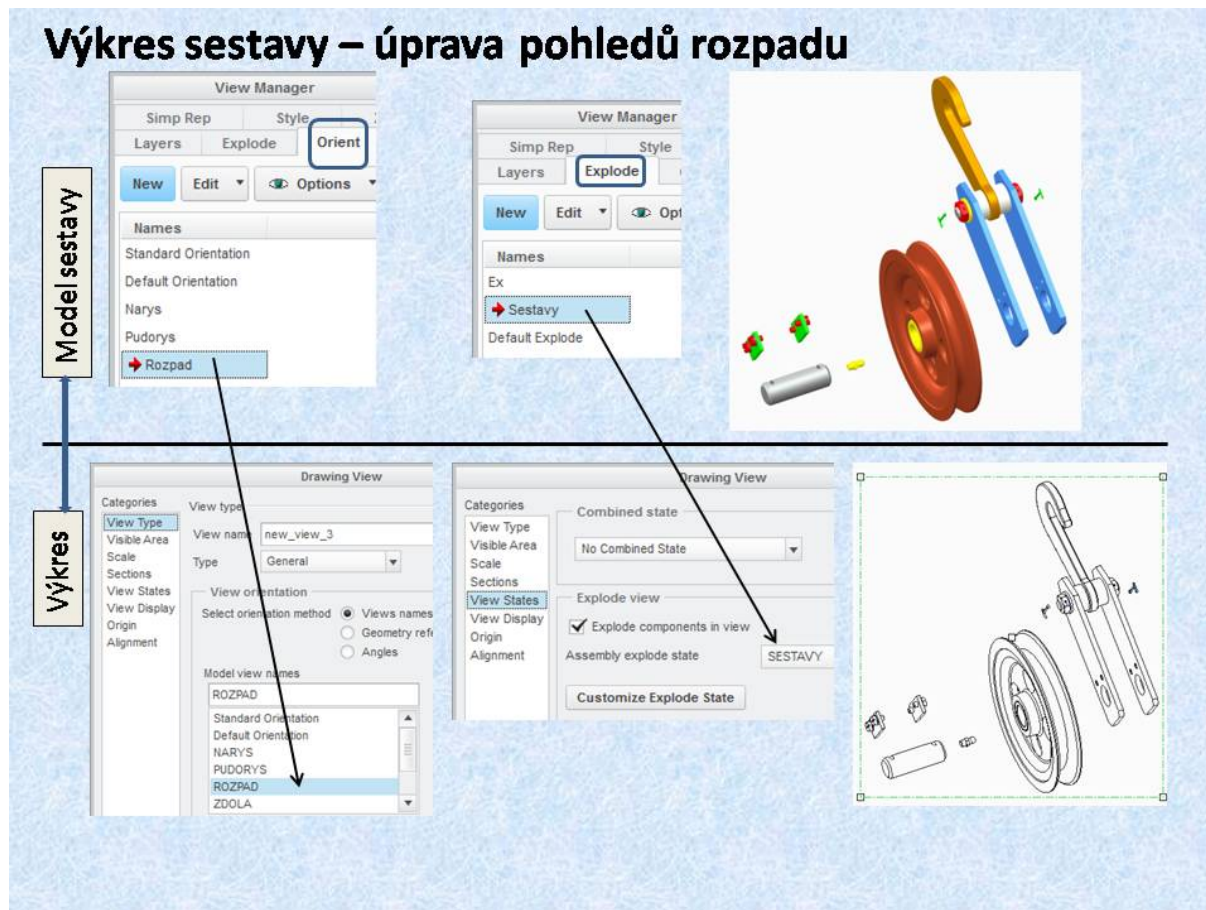 Výkres sestavy – úprava pohledů rozpadu
Model sestavy
View Manager
Simp Rep Style
Layers Explode Orient
New Edit Options
Names
Standard Orientation
Default Orientation
Narys
Pudorys
Rozpad
View Manager
Simp Rep Style
Layers Explode
New Edit
Names
Ex
Sestavy
Default Explode
Výkres
Drawing View
Categories
View Type
Visible Area
Scale
Sections
View States
View Display
Origin
Alignment
View type
View name new_view_3
Type General
View orientation
Select orientation method Views names
Geometry refe
Angles
Model view names
ROZPAD
Standard Orientation
Default Orientation
NARYS
PUDORYS
ROZPAD
ZDOLA
Drawing View
Categories
View Type
Visible Area
Scale
Sections
View States
View Display
Origin
Alignment
Combined state
No Combined State
Explode view
Explode components in view
Assembly explode state SESTAVY
Customize Explode State